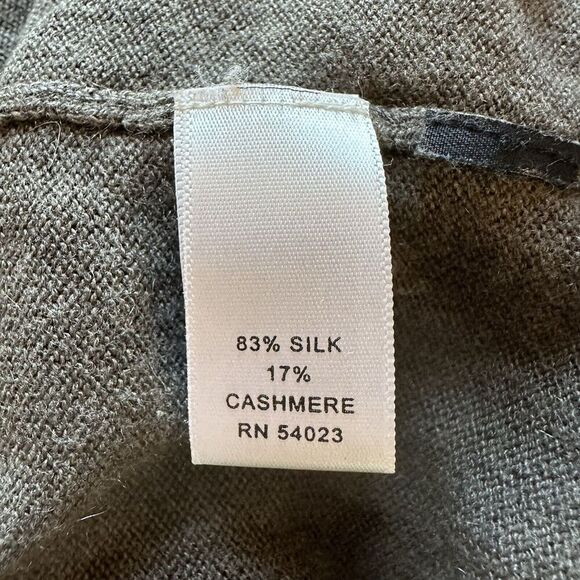 83% SILK
17%
CASHMERE
RN 54023